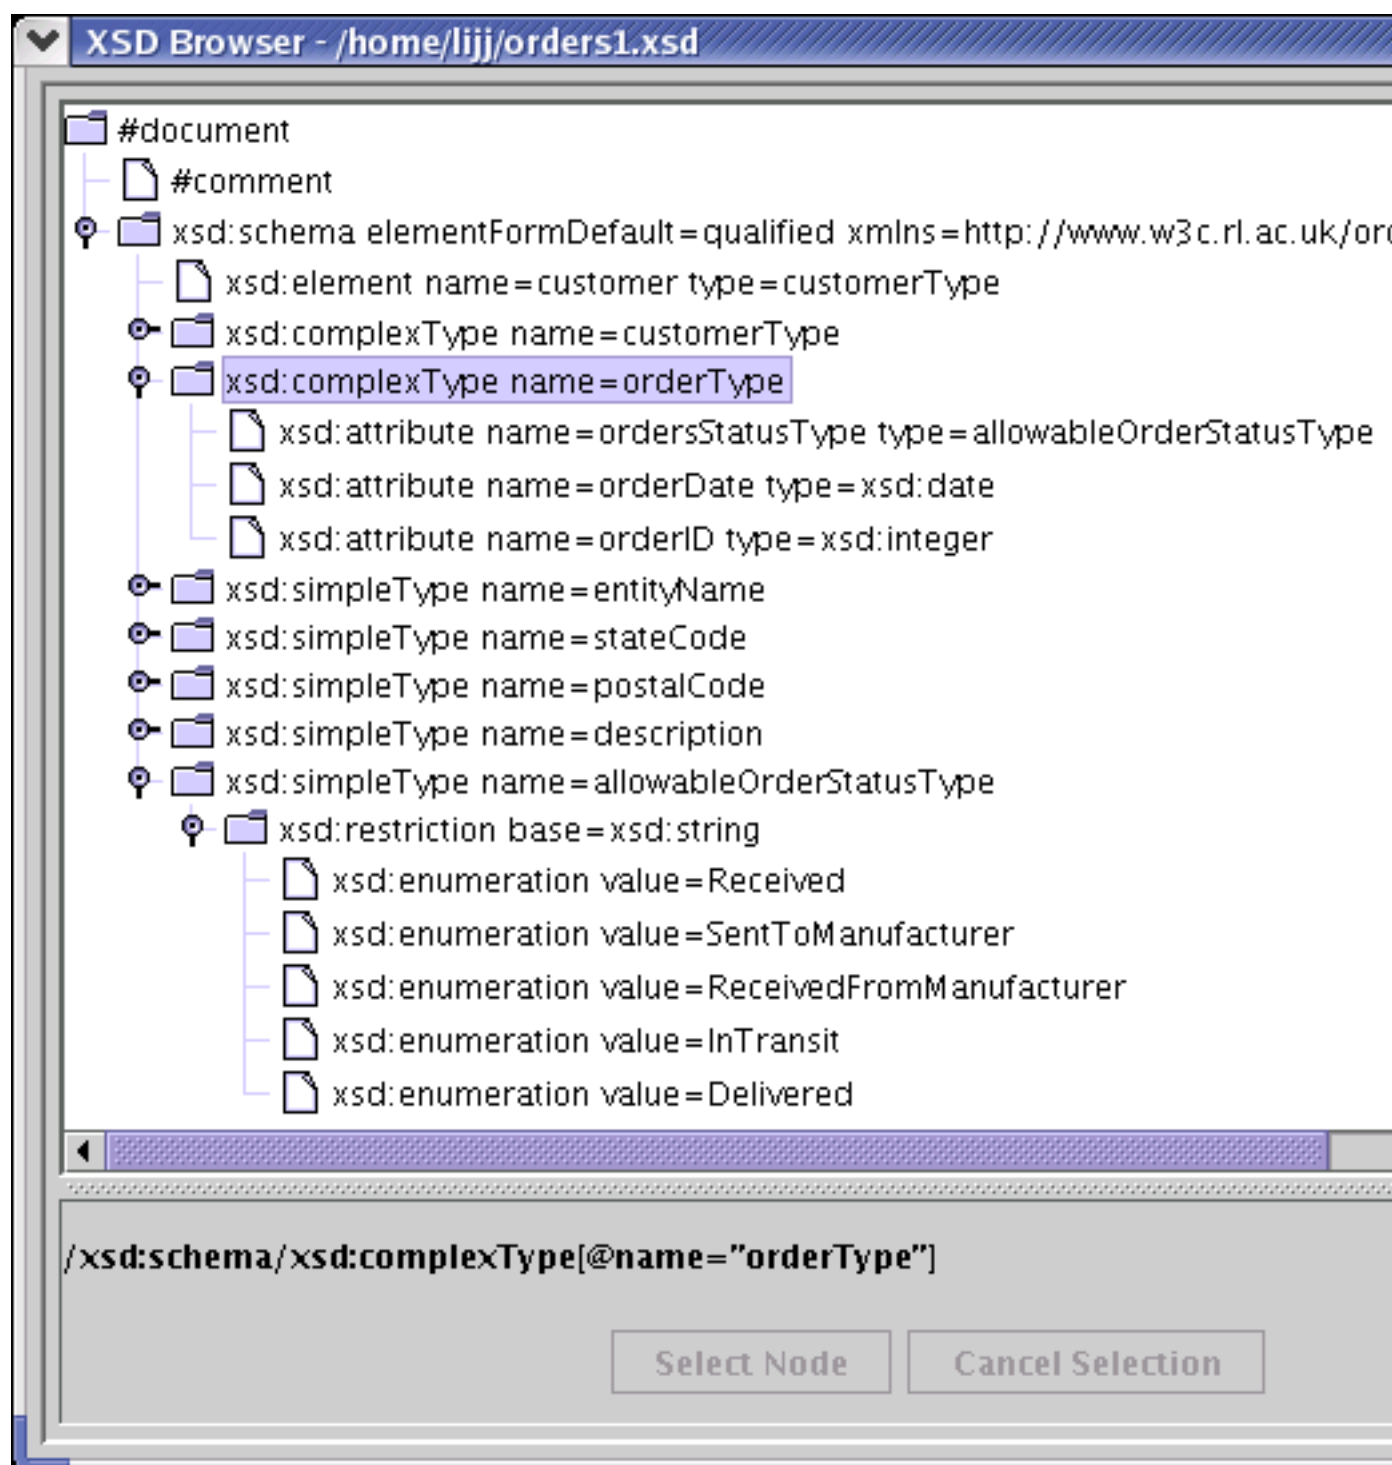 XSD Browser - /home/lijj/orders1.xsd
#document
#comment
xsd:schema elementFormDefault=qualified xmlns=http://www.w3c.rl.ac.uk/orc
xsd:element name=customer type=customerType
xsd:complexType name=customerType
xsd:complexType name=orderType
xsd:attribute name=ordersStatusType type=allowableOrderStatusType
xsd:attribute name=orderDate type=xsd:date
xsd:attribute name=orderID type=xsd:integer
xsd:simpleType name=entityName
xsd:simpleType name=stateCode
xsd:simpleType name=postalCode
xsd:simpleType name=description
xsd:simpleType name=allowableOrderStatusType
xsd:restriction base=xsd:string
xsd:enumeration value=Received
xsd:enumeration value=SentToManufacturer
xsd:enumeration value=ReceivedFromManufacturer
xsd:enumeration value=InTransit
xsd:enumeration value=Delivered
/xsd:schema/xsd:complexType[@name="orderType"]
Select Node
Cancel Selection